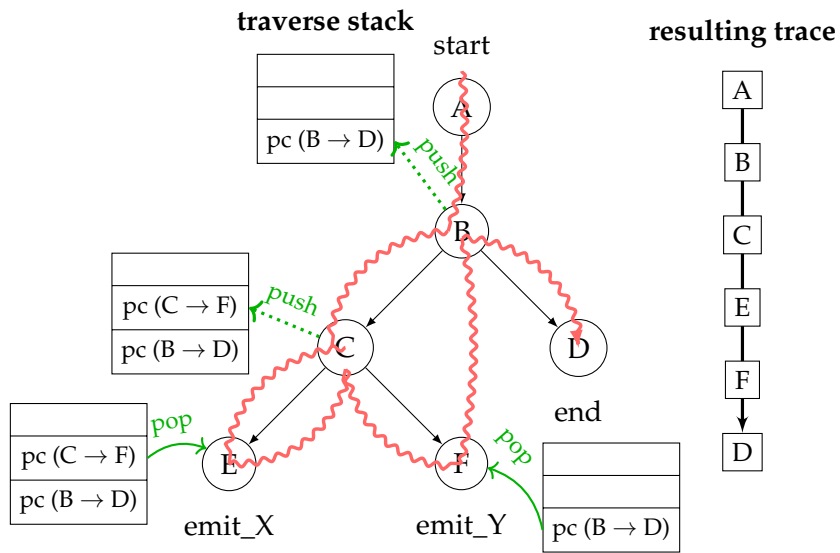 traverse stack
start
resulting trace
A
A
pc (B → D)
push
B
B
C
pc (C → F)
pc (B → D)
push
C
D
E
end
F
pop
pc (C → F)
pc (B → D)
E
F
pop
D
pc (B → D)
emit_X
emit_Y